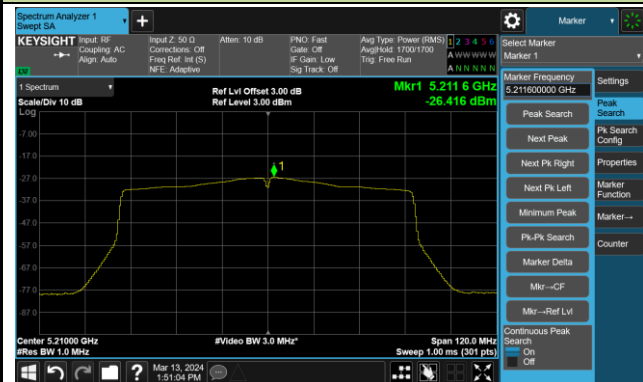 Spectrum Analyzer 1
Swept SA
Marker
KEYSIGHT
Input: RF
Coupling: AC
Align: Auto
Input Z: 50 Ω
Corrections: Off
Freq Ref: Int (S)
NFE: Adaptive
Atten: 10 dB
PNO: Fast
Gate: Off
IF Gain: Low
Sig Track: Off
Avg Type: Power (RMS)
Avg|Hold: 1700/1700
Trig: Free Run
1 2 3 4 5 6
A W W W W W
A N N N N N
LXI
Select Marker
Marker 1
1 Spectrum
Scale/Div 10 dB
Ref Lvl Offset 3.00 dB
Ref Level 3.00 dBm
Mkr1 5.211 6 GHz
-26.416 dBm
Log
-7.00
-17.0
-27.0
-37.0
-47.0
-57.0
-67.0
-77.0
-87.0
1
Center 5.21000 GHz
#Res BW 1.0 MHz
#Video BW 3.0 MHz*
Span 120.0 MHz
Sweep 1.00 ms (301 pts)
Marker Frequency
5.211600000 GHz
Peak Search
Next Peak
Next Pk Right
Next Pk Left
Minimum Peak
Pk-Pk Search
Marker Delta
Mkr→CF
Mkr→Ref Lvl
Continuous Peak
Search
On
Off
Settings
Peak
Search
Pk Search
Config
Properties
Marker
Function
Marker→
Counter
Mar 13, 2024
1:51:04 PM